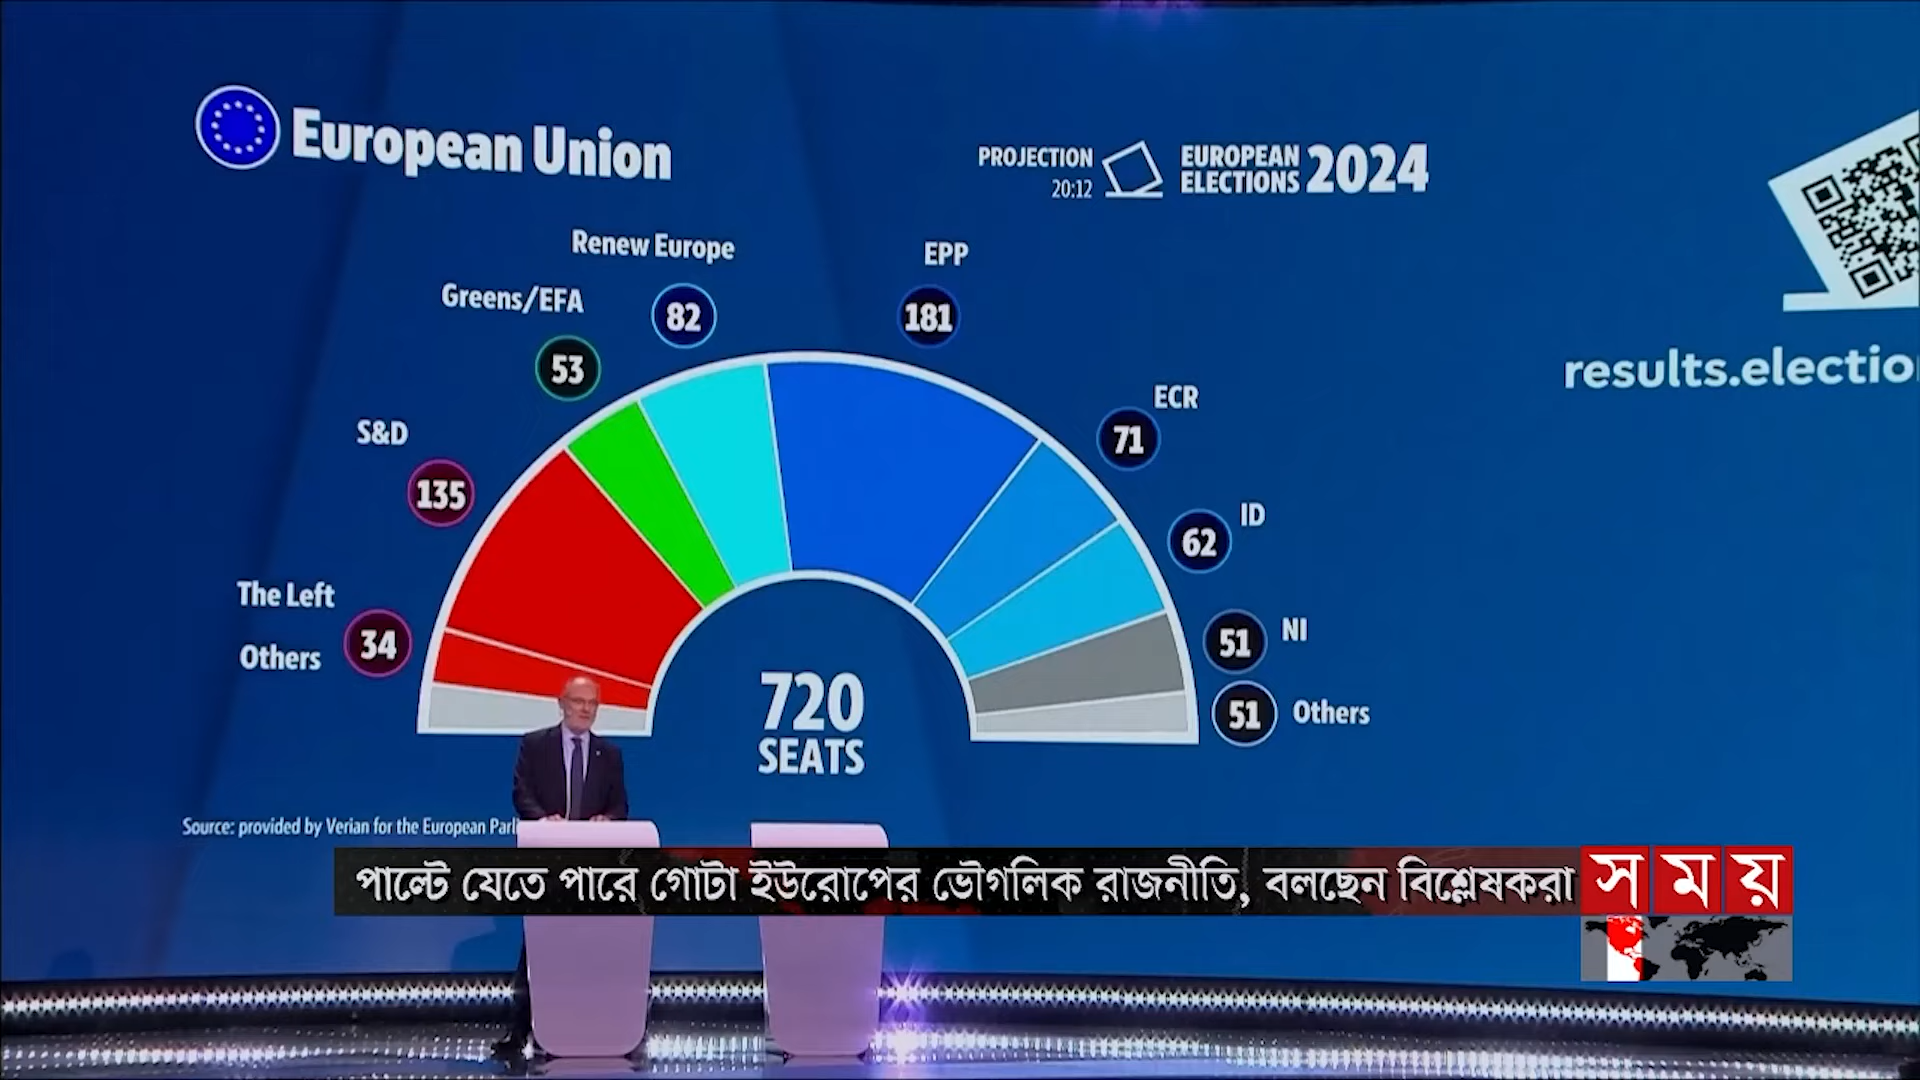 European Union
PROJECTION
20:12
EUROPEAN
ELECTIONS 2024
Renew Europe
82
EPP
181
Greens/EFA
53
results.electio
ECR
71
S&D
135
ID
62
The Left
34
Others
NI
51
51
Others
720
SEATS
Source: provided by Verian for the European Parl
পাল্টে যেতে পারে গোটা ইউরোপের ভৌগলিক রাজনীতি, বলছেন বিশ্লেষকরা
সময়